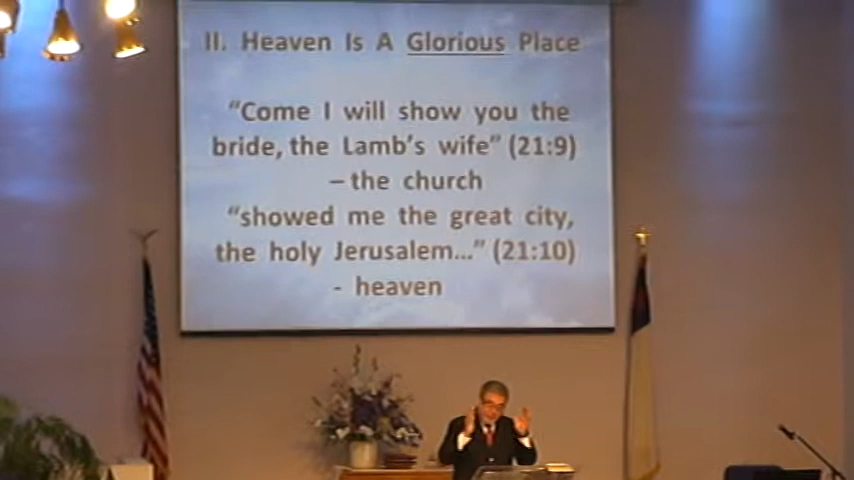 II. Heaven Is A Glorious Place
“Come I will show you the
bride, the Lamb’s wife” (21:9)
– the church
“showed me the great city,
the holy Jerusalem...” (21:10)
- heaven